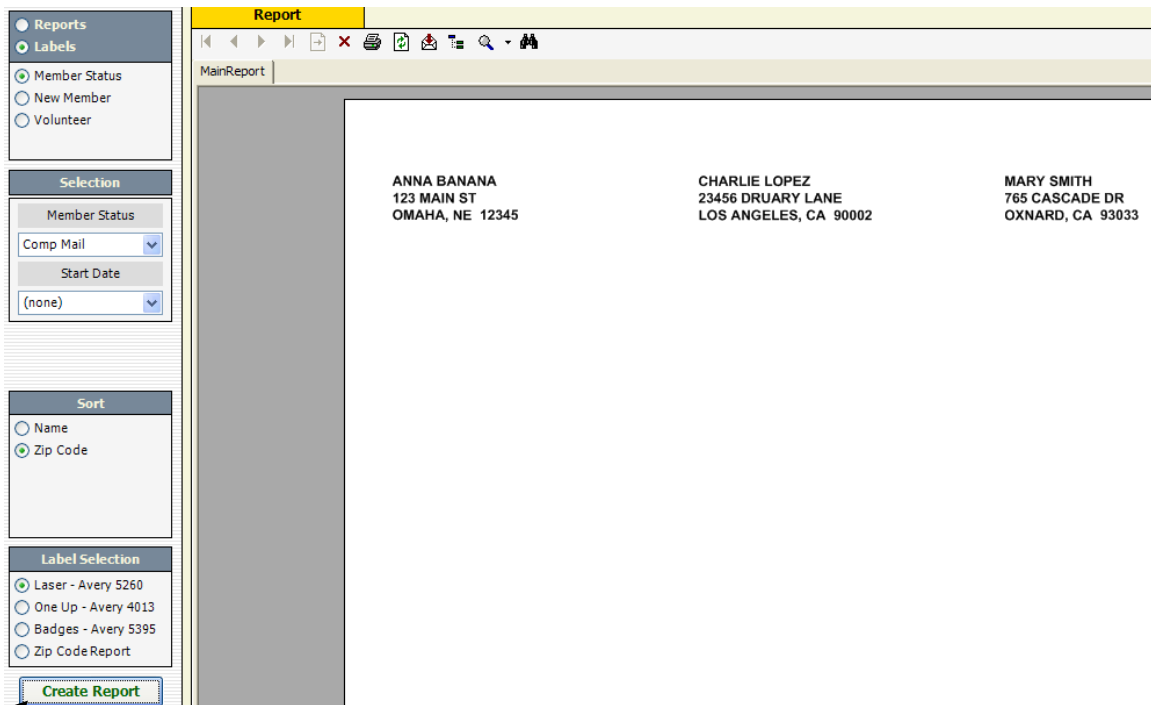 Reports
Labels
Member Status
New Member
Volunteer
Selection
Member Status
Comp Mail
Start Date
(none)
Sort
Name
Zip Code
Label Selection
Laser - Avery 5260
One Up - Avery 4013
Badges - Avery 5395
Zip Code Report
Create Report
Report
MainReport
ANNA BANANA
123 MAIN ST
OMAHA, NE 12345
CHARLIE LOPEZ
23456 DRUARY LANE
LOS ANGELES, CA 90002
MARY SMITH
765 CASCADE DR
OXNARD, CA 93033